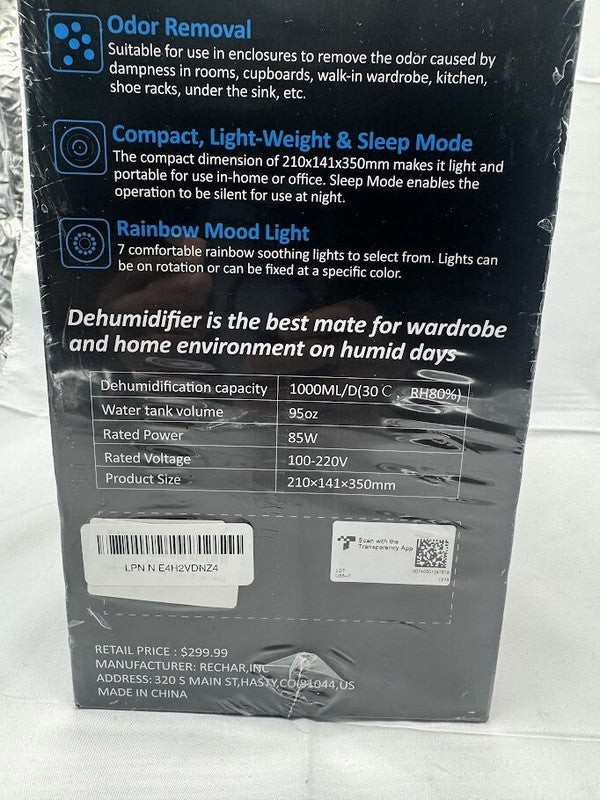 Odor Removal
Suitable for use in enclosures to remove the odor caused by
dampness in rooms, cupboards, walk-in wardrobe, kitchen,
shoe racks, under the sink, etc.
Compact, Light-Weight & Sleep Mode
The compact dimension of 210x141x350mm makes it light and
portable for use in-home or office. Sleep Mode enables the
operation to be silent for use at night.
Rainbow Mood Light
7 comfortable rainbow soothing lights to select from. Lights can
be on rotation or can be fixed at a specific color.
Dehumidifier is the best mate for wardrobe
and home environment on humid days
Dehumidification capacity 1000ML/D(30℃, RH80%)
Water tank volume 95oz
Rated Power 85W
Rated Voltage 100-220V
Product Size 210×141×350mm
LPN N E4H2VDNZ4
Scan with the
Transparency App
LOT:
RETAIL PRICE : $299.99
MANUFACTURER: RECHAR,INC
ADDRESS: 320 S MAIN ST,HASTY,CO,81044,US
MADE IN CHINA